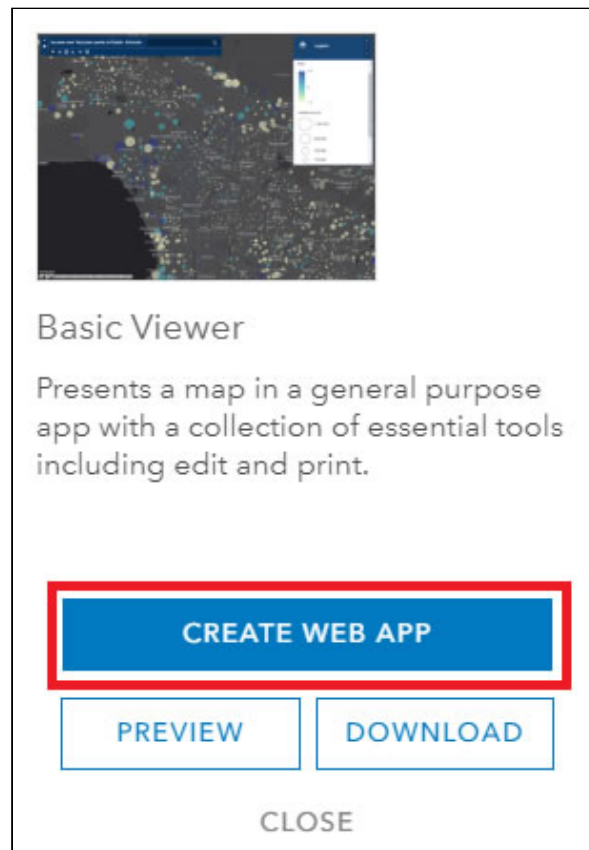 Basic Viewer
Presents a map in a general purpose
app with a collection of essential tools
including edit and print.
CREATE WEB APP
PREVIEW
DOWNLOAD
CLOSE